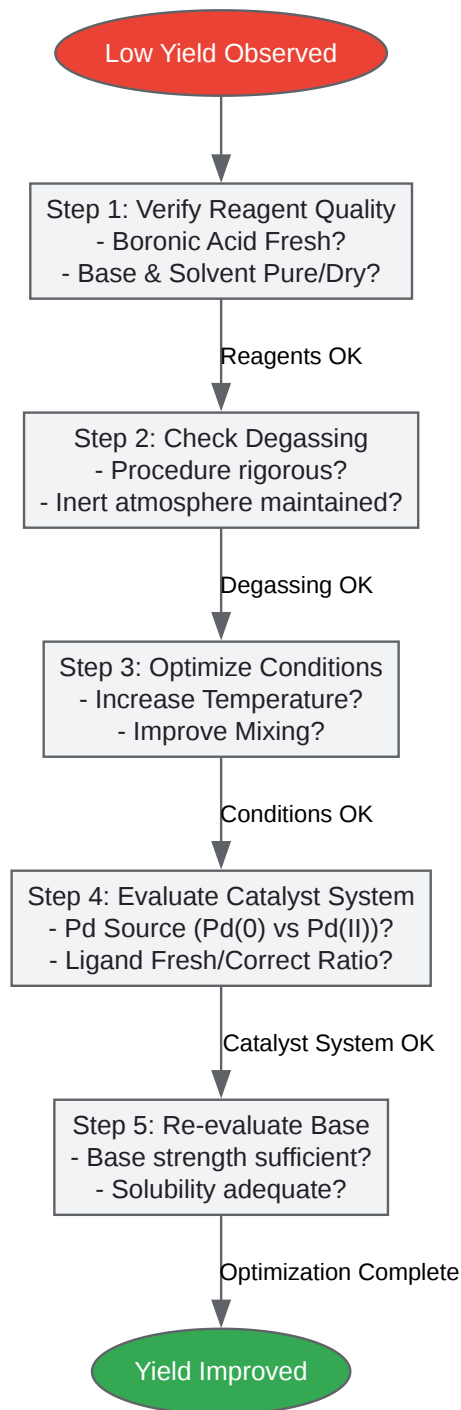 Low Yield Observed
Step 1: Verify Reagent Quality
- Boronic Acid Fresh?
- Base & Solvent Pure/Dry?
Reagents OK
Step 2: Check Degassing
- Procedure rigorous?
- Inert atmosphere maintained?
Degassing OK
Step 3: Optimize Conditions
- Increase Temperature?
- Improve Mixing?
Conditions OK
Step 4: Evaluate Catalyst System
- Pd Source (Pd(0) vs Pd(II))?
- Ligand Fresh/Correct Ratio?
Catalyst System OK
Step 5: Re-evaluate Base
- Base strength sufficient?
- Solubility adequate?
Optimization Complete
Yield Improved